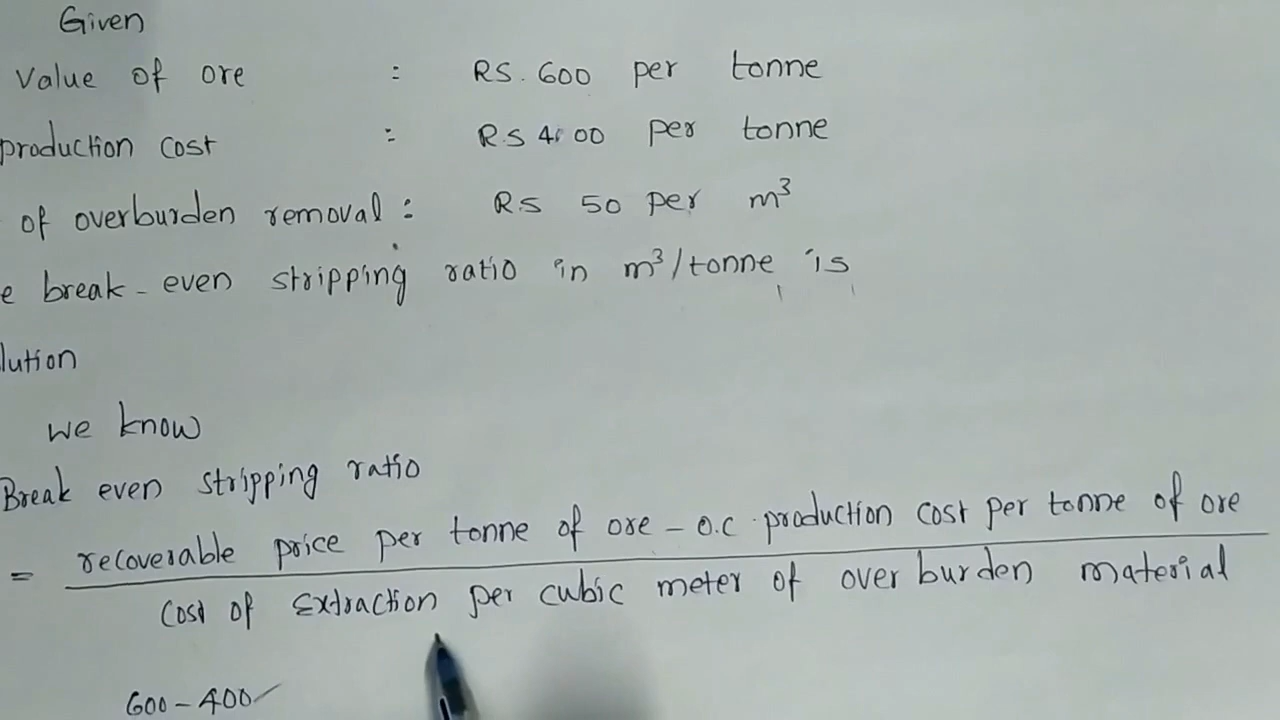 Given
Value of ore : RS. 600 per tonne
production cost : RS 400 per tonne
of overburden removal : RS 50 per m³
e break-even stripping ratio in m³/tonne is
lution
we know
Break even stripping ratio
= recoverable price per tonne of ore – o.c. production cost per tonne of ore
cost of Extraction per cubic meter of over burden material
600 – 400